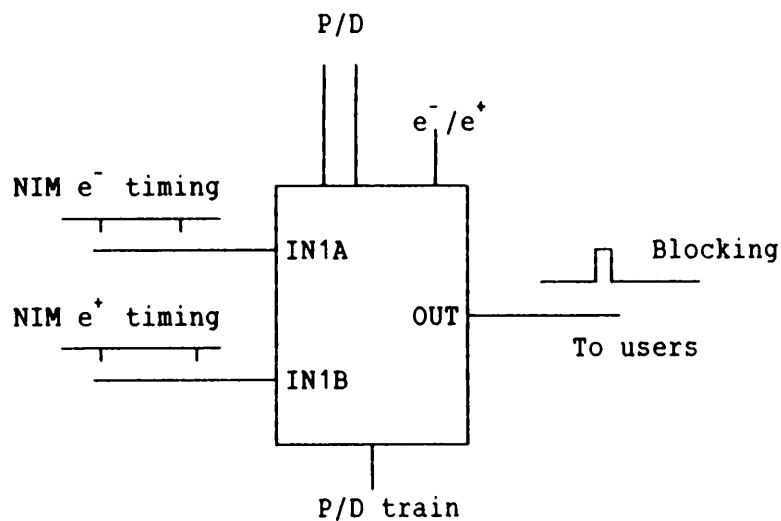 P/D
e⁻/e⁺
NIM e⁻ timing
IN1A
Blocking
NIM e⁺ timing
OUT
To users
IN1B
P/D train